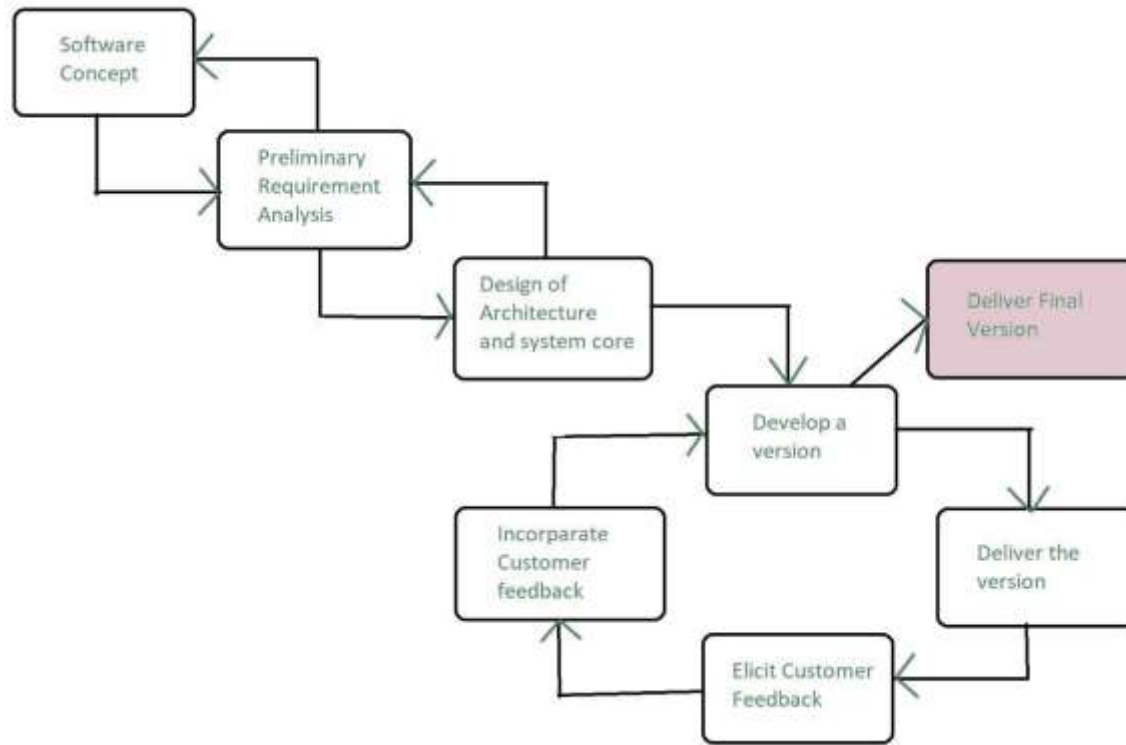 Software
Concept
Preliminary
Requirement
Analysis
Design of
Architecture
and system core
Deliver Final
Version
Develop a
version
Incorparate
Customer
feedback
Deliver the
version
Elicit Customer
Feedback